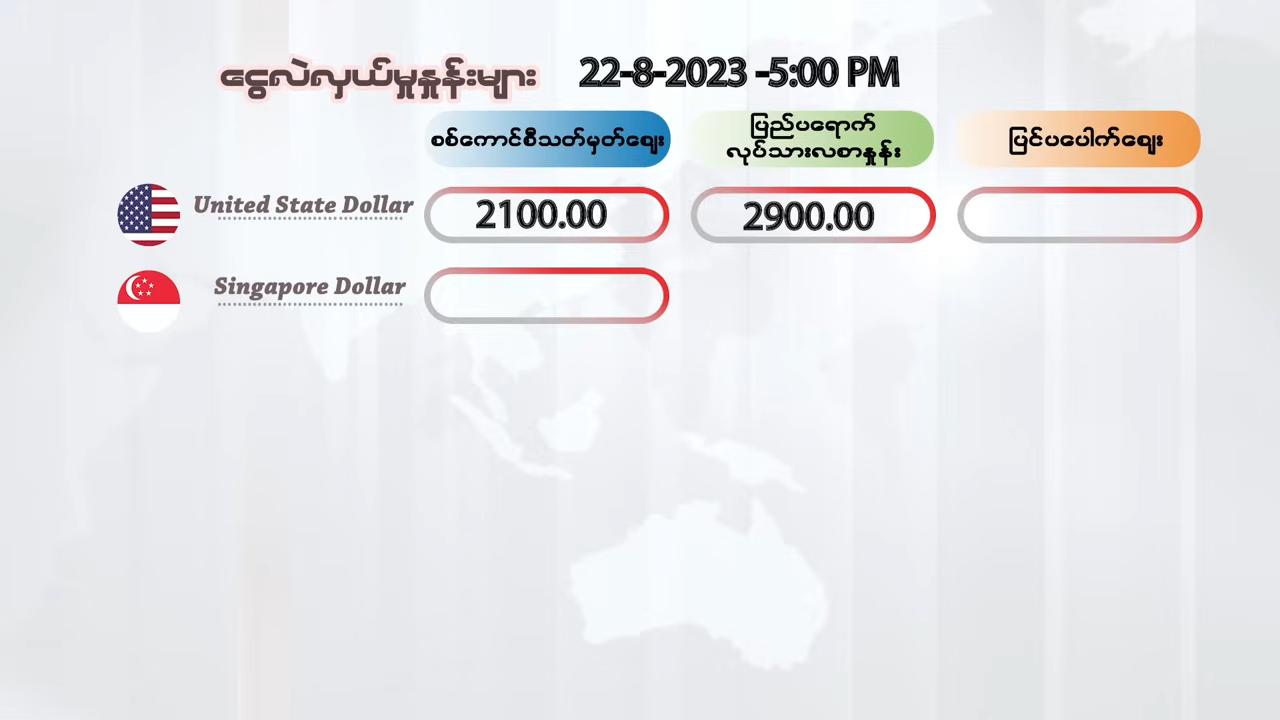 ငွေလဲလှယ်မှုနှုန်းများ 22-8-2023 -5:00 PM
စစ်ကောင်စီသတ်မှတ်ဈေး
ပြည်ပရောက်
လုပ်သားလစာနှုန်း
ပြင်ပပေါက်ဈေး
United State Dollar 2100.00 2900.00
Singapore Dollar